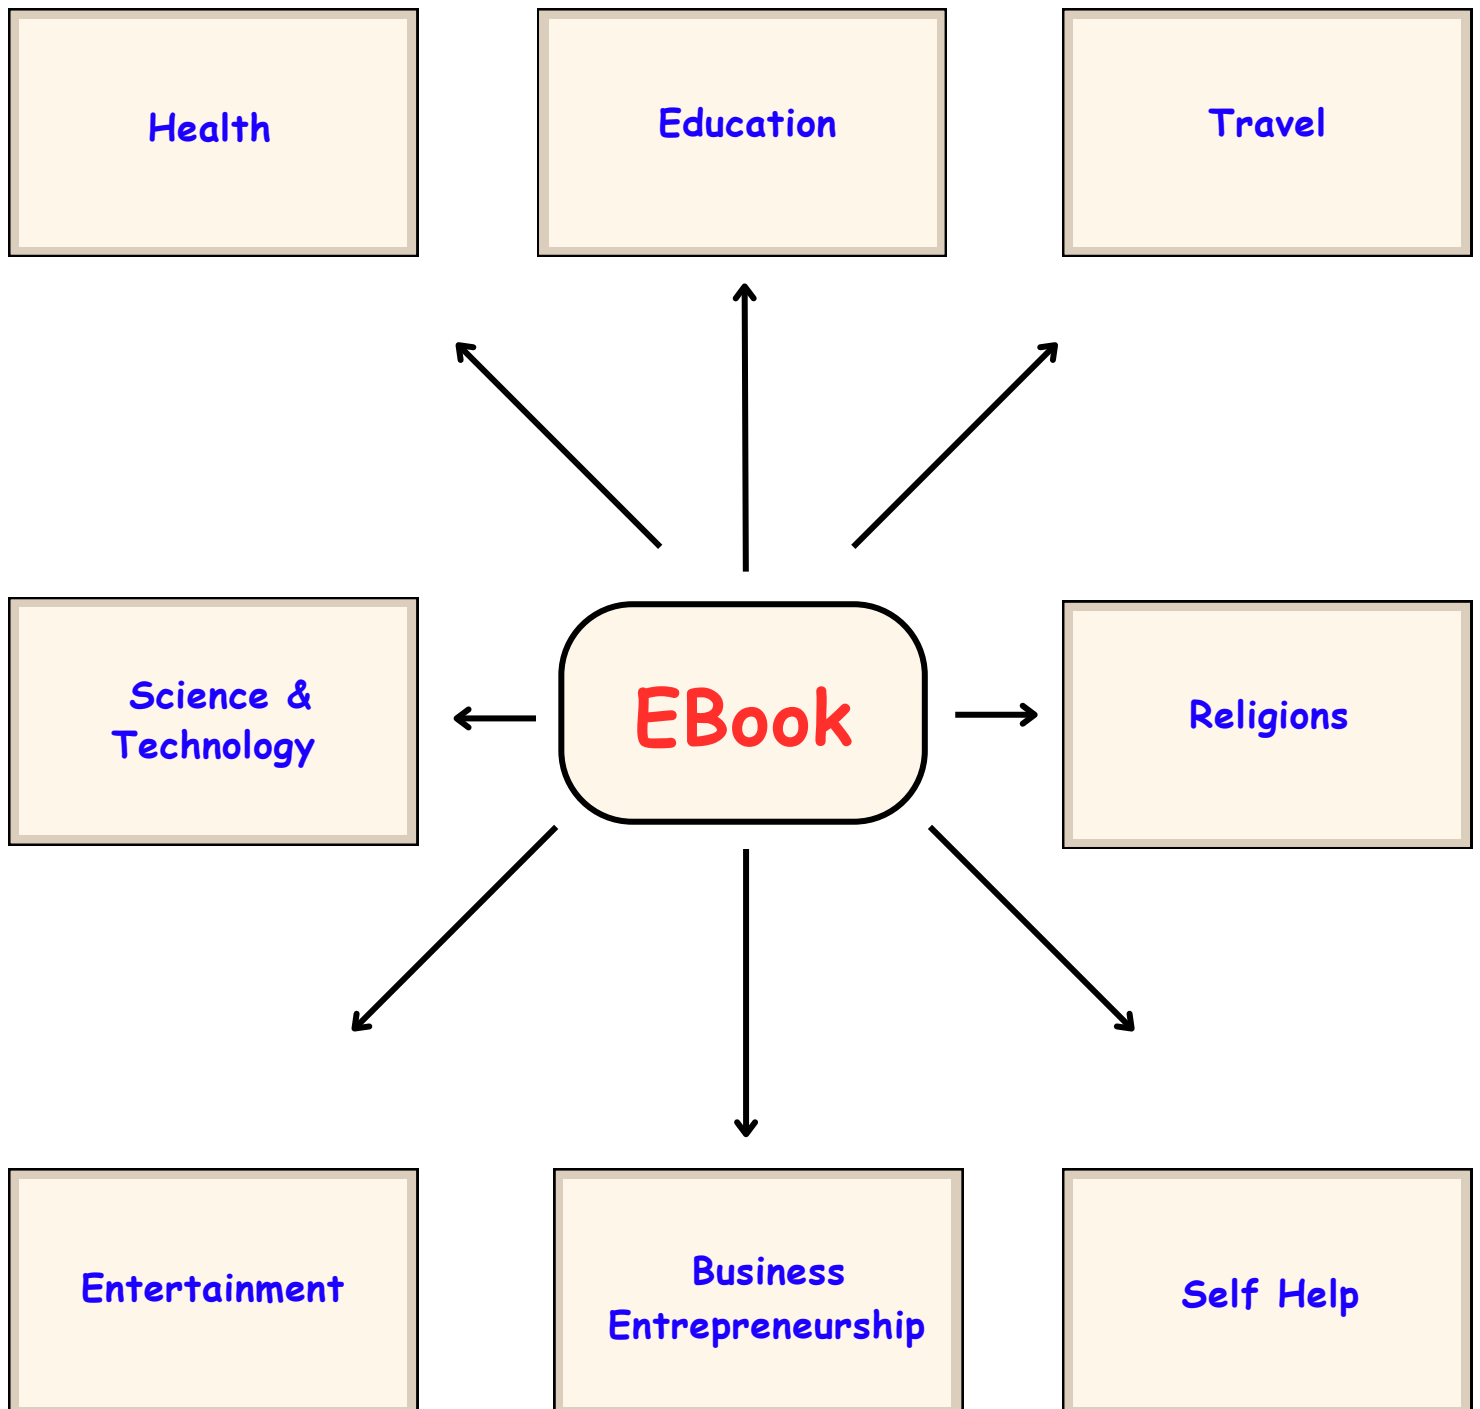 Health
Education
Travel
Science &
Technology
EBook
Religions
Entertainment
Business
Entrepreneurship
Self Help